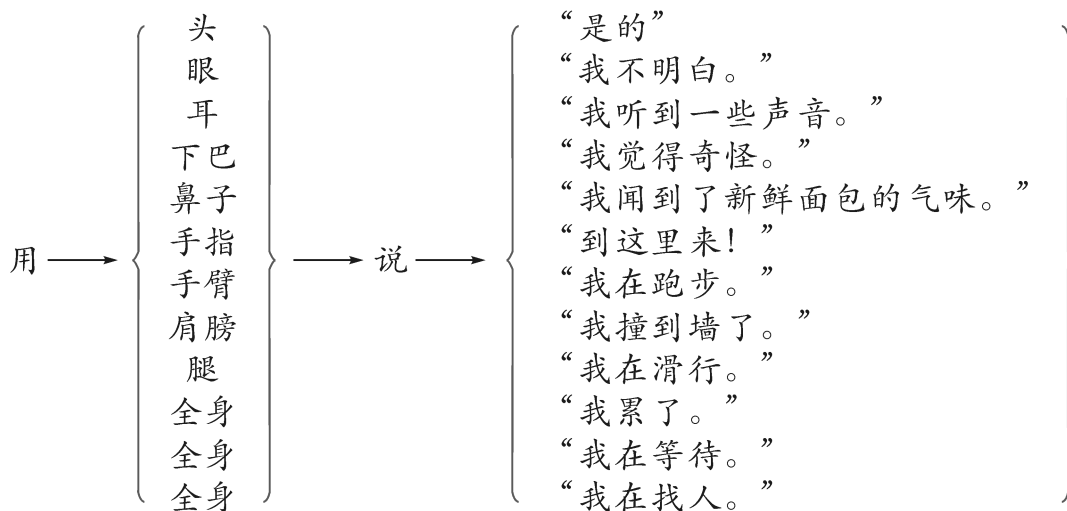 头 “是的”
眼 “我不明白。”
耳 “我听到一些声音。”
下巴 “我觉得奇怪。”
鼻子 “我闻到了新鲜面包的气味。”
手指 “到这里来！”
用 说
手臂 “我在跑步。”
肩膀 “我撞到墙了。”
腿 “我在滑行。”
全身 “我累了。”
全身 “我在等待。”
全身 “我在找人。”